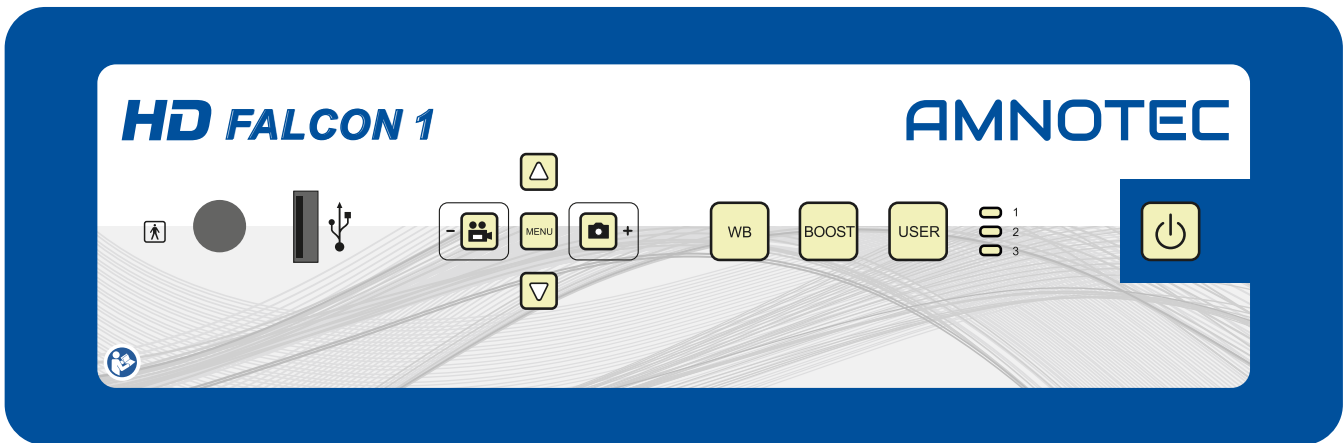 HD FALCON 1
AMNOTEC
- MENU +
WB
BOOST
USER
1
2
3